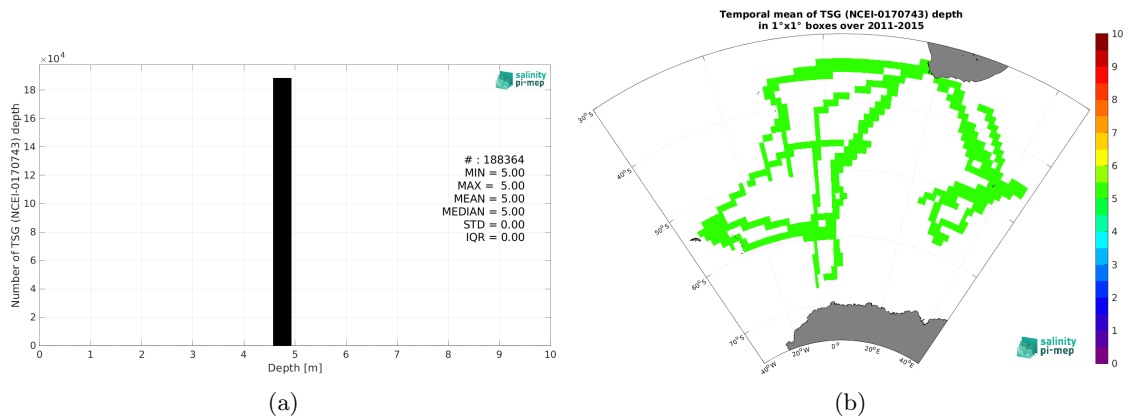 ×10⁴
18
16
14
12
10
8
6
4
2
0
Number of TSG (NCEI-0170743) depth
0 1 2 3 4 5 6 7 8 9 10
Depth [m]
salinity
pi-mep
# : 188364
MIN = 5.00
MAX = 5.00
MEAN = 5.00
MEDIAN = 5.00
STD = 0.00
IQR = 0.00
(a)
Temporal mean of TSG (NCEI-0170743) depth
in 1°x1° boxes over 2011-2015
30°S
40°S
50°S
60°S
70°S
40°W
20°W
0°
20°E
40°E
10
9
8
7
6
5
4
3
2
1
0
salinity
pi-mep
(b)